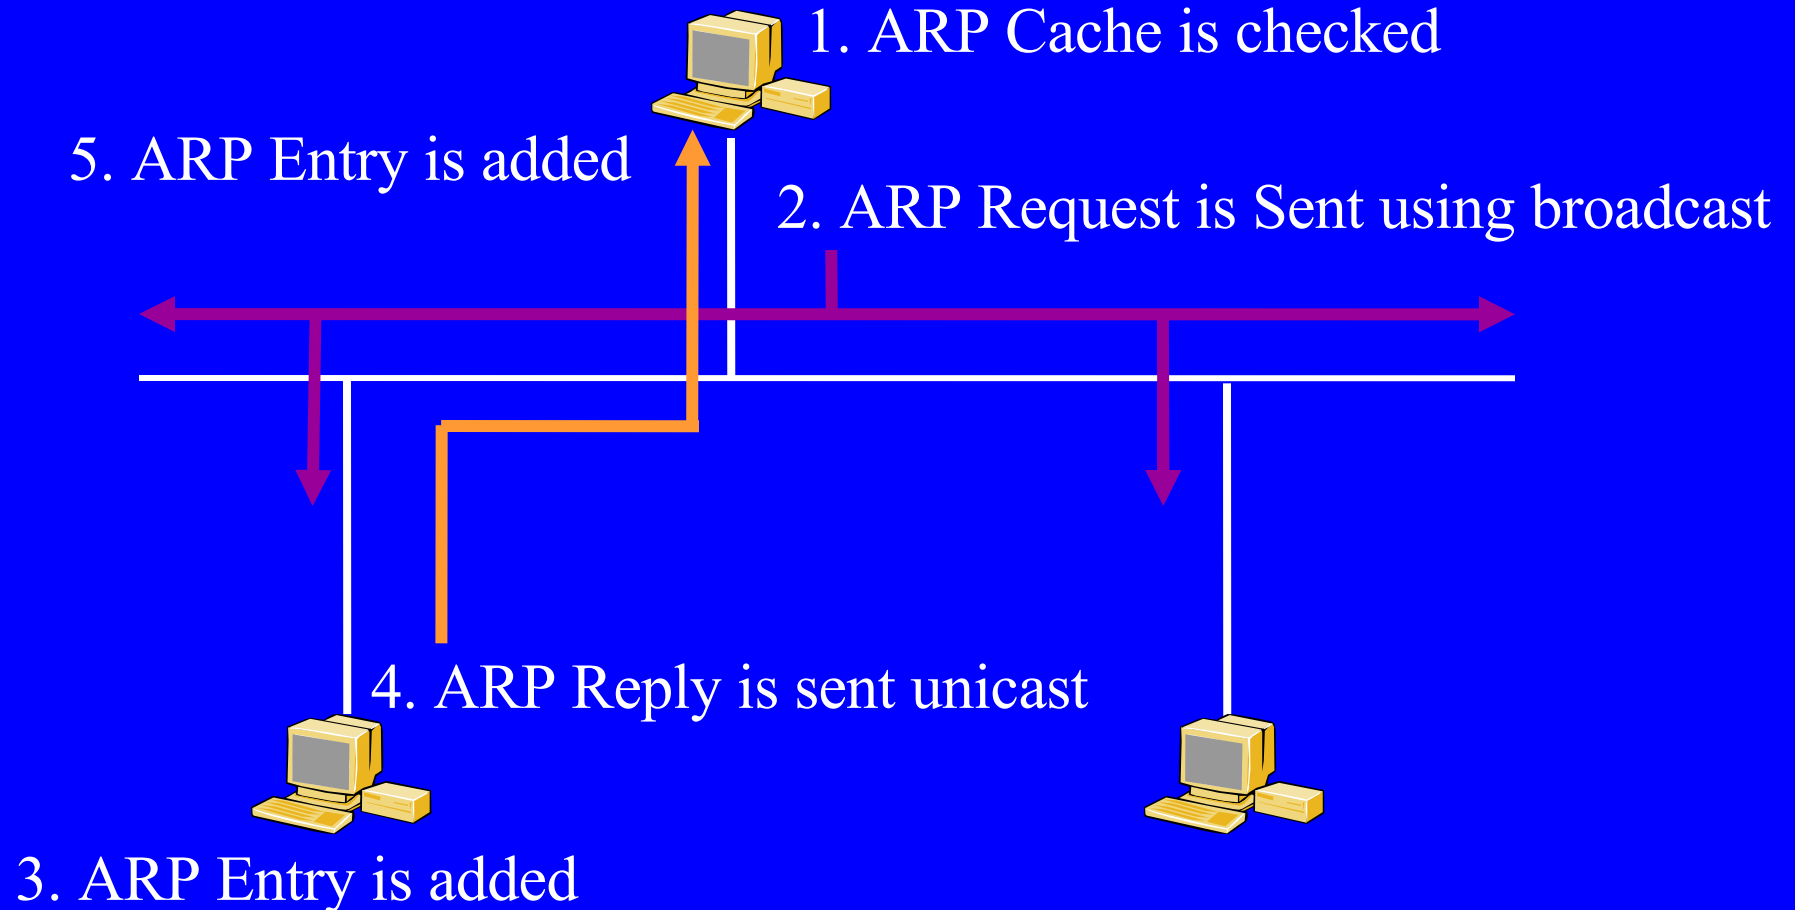 1. ARP Cache is checked
5. ARP Entry is added
2. ARP Request is Sent using broadcast
4. ARP Reply is sent unicast
3. ARP Entry is added